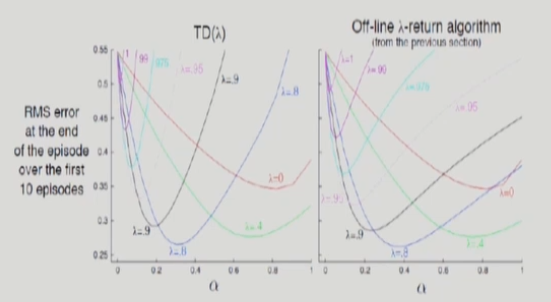 TD(λ)
Off-line λ-return algorithm
(from the previous section)
RMS error
at the end
of the episode
over the first
10 episodes
0.55
0.5
0.45
0.4
0.35
0.3
0.25
1
99
975
λ=.95
λ=.9
λ=.8
λ=0
λ=.4
λ=.9
λ=.8
0
0.2
0.4
0.6
0.8
1
α
λ=1
λ=.99
λ=.975
λ=.95
λ=.95
λ=0
λ=.9
λ=.8
λ=.4
0
0.2
0.4
0.6
0.8
1
α